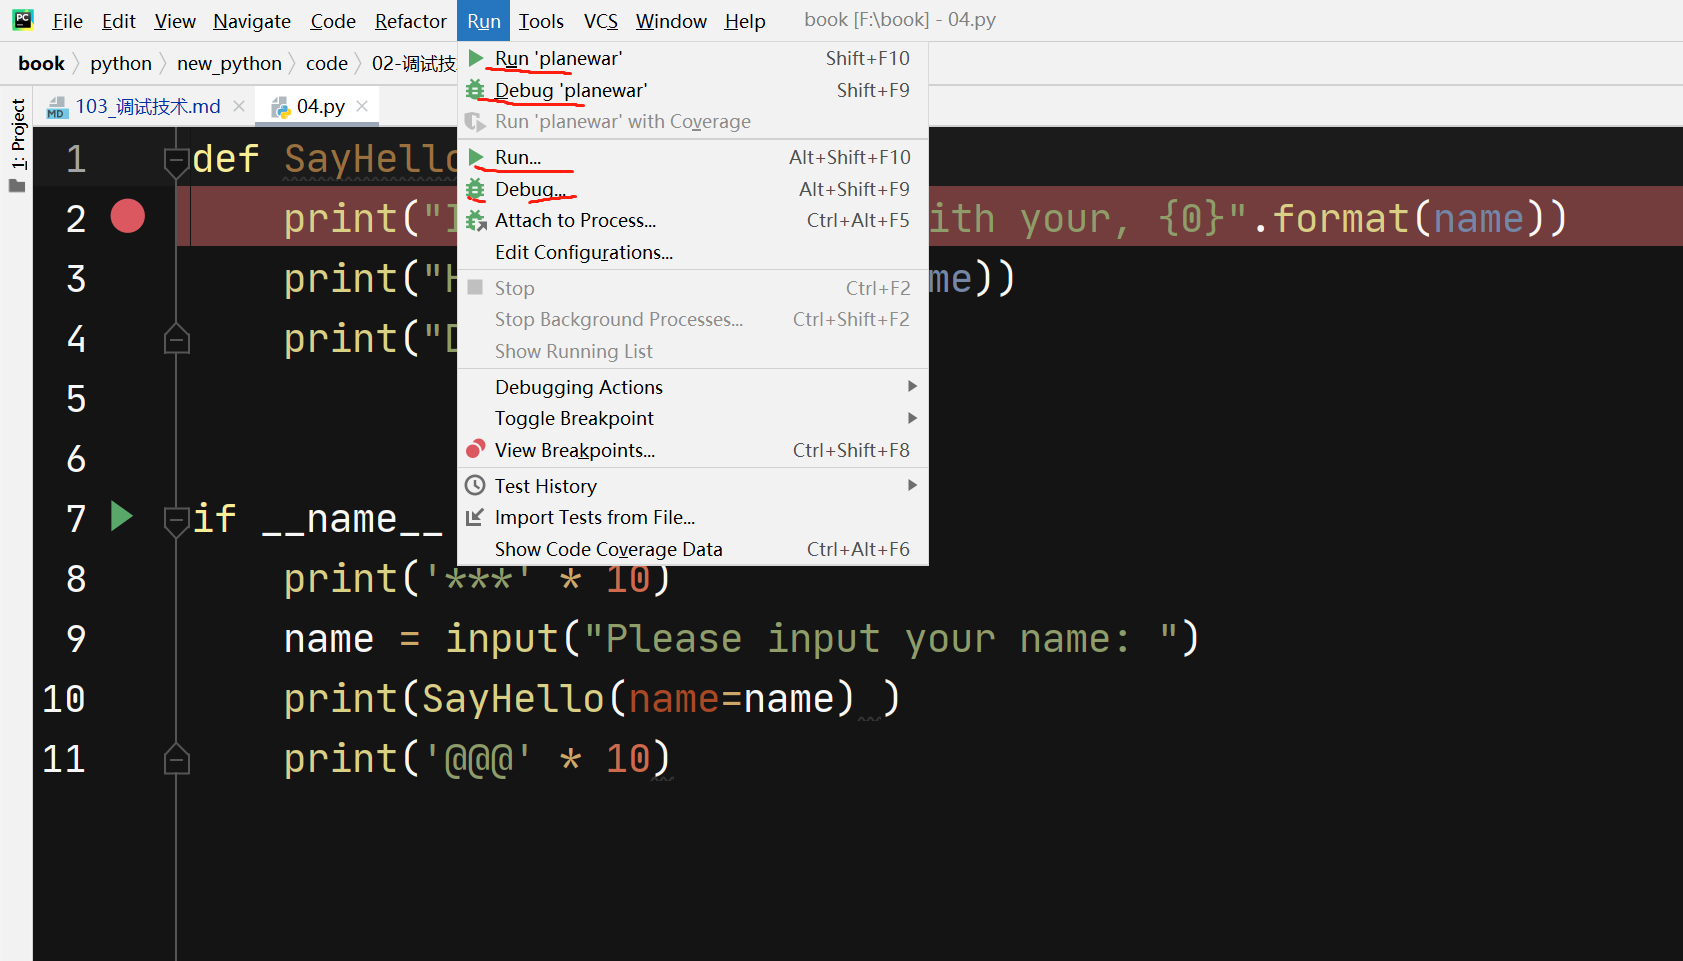 PC File Edit View Navigate Code Refactor Run Tools VCS Window Help book [F:\book] - 04.py
book python new_python code 02-调试技
MD 103_调试技术.md 04.py
1: Project
Run 'planewar' Shift+F10
Debug 'planewar' Shift+F9
Run 'planewar' with Coverage
Run... Alt+Shift+F10
Debug... Alt+Shift+F9
Attach to Process... Ctrl+Alt+F5
Edit Configurations...
Stop Ctrl+F2
Stop Background Processes... Ctrl+Shift+F2
Show Running List
Debugging Actions
Toggle Breakpoint
View Breakpoints... Ctrl+Shift+F8
Test History
Import Tests from File...
Show Code Coverage Data Ctrl+Alt+F6
1 def SayHello
2 print(" ith your, {0}".format(name))
3 print("H me))
4 print("D
5
6
7 if __name__
8 print('***' * 10)
9 name = input("Please input your name: ")
10 print(SayHello(name=name) )
11 print('@@@' * 10)